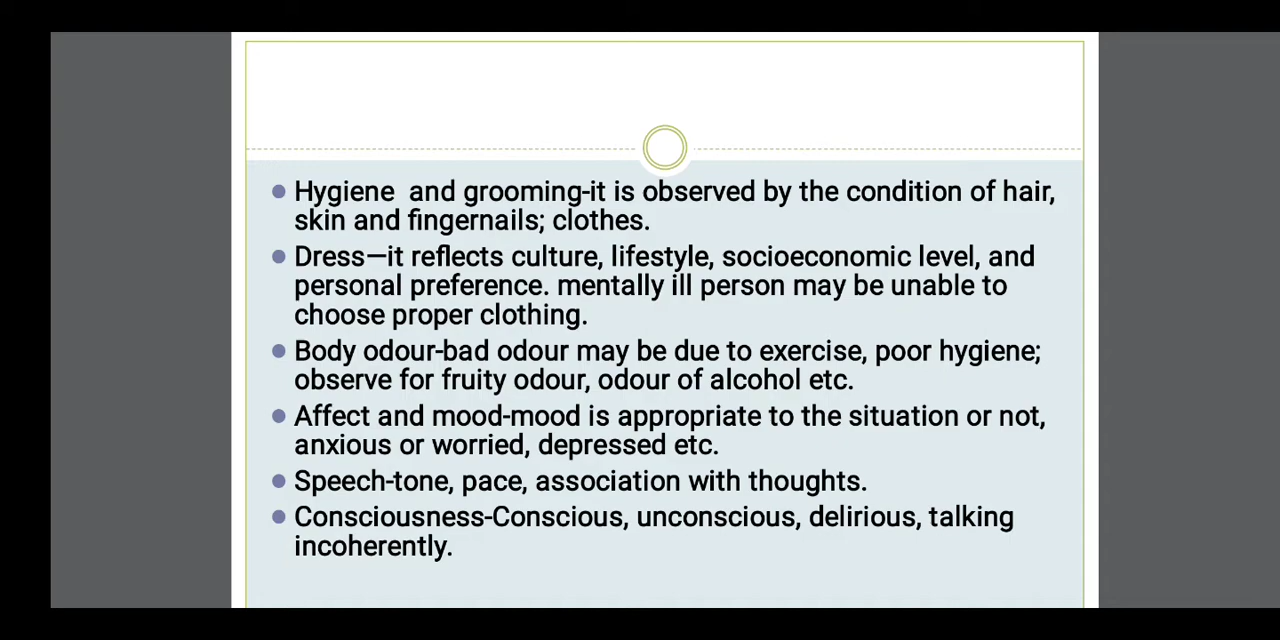 Hygiene  and grooming-it is observed by the condition of hair,
skin and fingernails; clothes.
Dress—it reflects culture, lifestyle, socioeconomic level, and
personal preference. mentally ill person may be unable to
choose proper clothing.
Body odour-bad odour may be due to exercise, poor hygiene;
observe for fruity odour, odour of alcohol etc.
Affect and mood-mood is appropriate to the situation or not,
anxious or worried, depressed etc.
Speech-tone, pace, association with thoughts.
Consciousness-Conscious, unconscious, delirious, talking
incoherently.